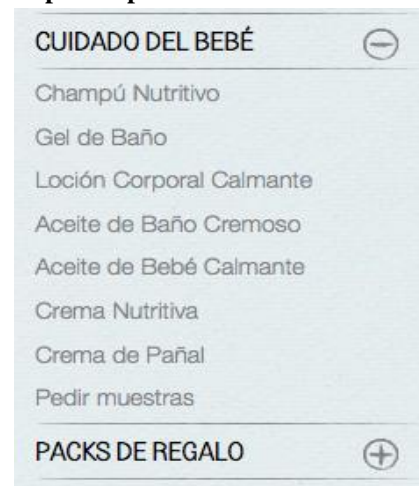 CUIDADO DEL BEBÉ
Champú Nutritivo
Gel de Baño
Loción Corporal Calmante
Aceite de Baño Cremoso
Aceite de Bebé Calmante
Crema Nutritiva
Crema de Pañal
Pedir muestras
PACKS DE REGALO